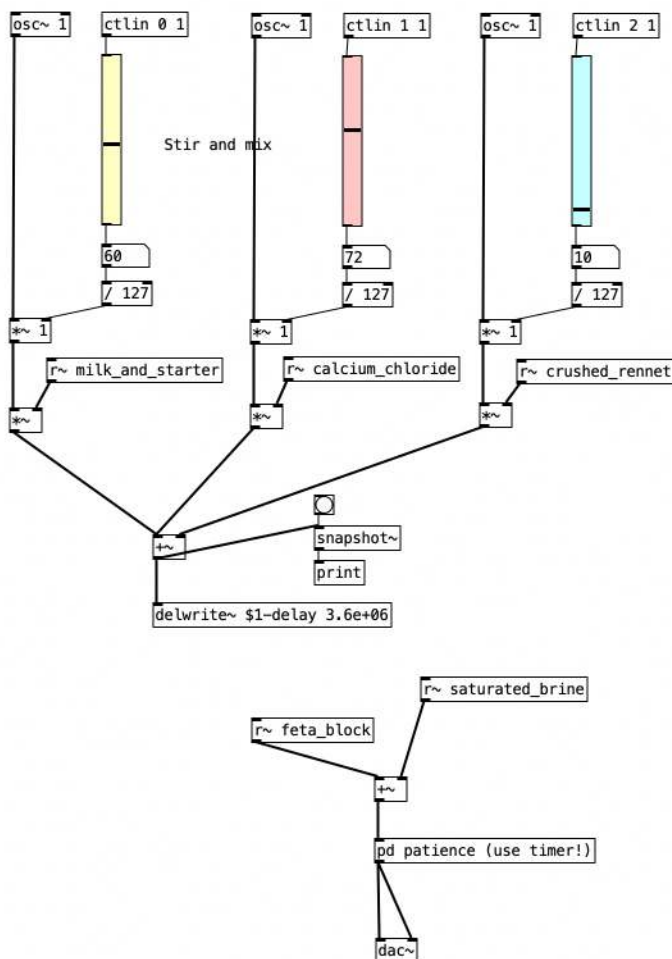 osc~ 1
ctlin 0 1
osc~ 1
ctlin 1 1
osc~ 1
ctlin 2 1
Stir and mix
60
72
10
/ 127
/ 127
/ 127
*~ 1
*~ 1
*~ 1
r~ milk_and_starter
r~ calcium_chloride
r~ crushed_rennet
*~
*~
*~
+~
snapshot~
print
delwrite~ $1-delay 3.6e+06
r~ saturated_brine
r~ feta_block
+~
pd patience (use timer!)
dac~